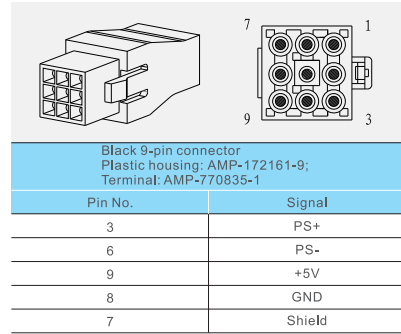 7 1
9 3
Black 9-pin connector
Plastic housing: AMP-172161-9;
Terminal: AMP-770835-1
Pin No. Signal
3 PS+
6 PS-
9 +5V
8 GND
7 Shield